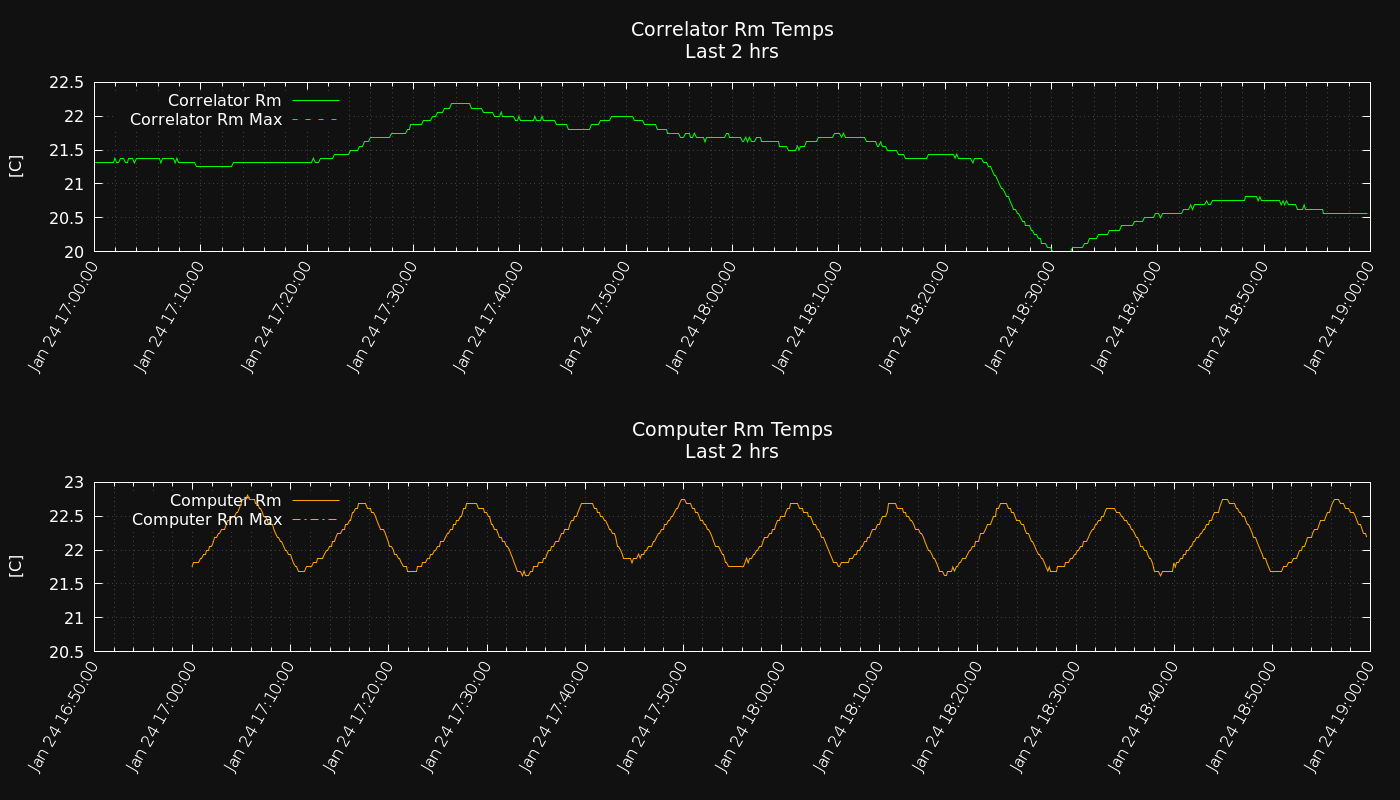 Correlator Rm Temps
Last 2 hrs
22.5
22
21.5
21
20.5
20
[C]
Correlator Rm
Correlator Rm Max
Jan 24 17:00:00
Jan 24 17:10:00
Jan 24 17:20:00
Jan 24 17:30:00
Jan 24 17:40:00
Jan 24 17:50:00
Jan 24 18:00:00
Jan 24 18:10:00
Jan 24 18:20:00
Jan 24 18:30:00
Jan 24 18:40:00
Jan 24 18:50:00
Jan 24 19:00:00
Computer Rm Temps
Last 2 hrs
23
22.5
22
21.5
21
20.5
[C]
Computer Rm
Computer Rm Max
Jan 24 16:50:00
Jan 24 17:00:00
Jan 24 17:10:00
Jan 24 17:20:00
Jan 24 17:30:00
Jan 24 17:40:00
Jan 24 17:50:00
Jan 24 18:00:00
Jan 24 18:10:00
Jan 24 18:20:00
Jan 24 18:30:00
Jan 24 18:40:00
Jan 24 18:50:00
Jan 24 19:00:00